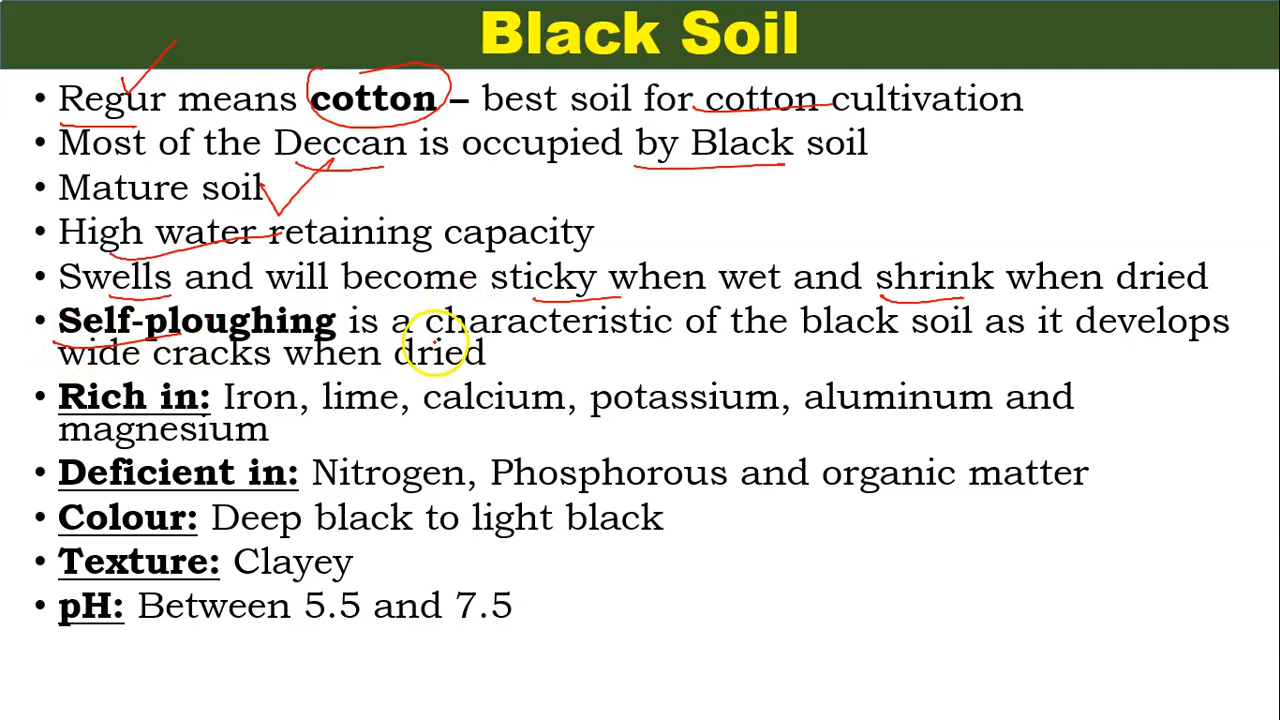 Black Soil
• Regur means cotton – best soil for cotton cultivation
• Most of the Deccan is occupied by Black soil
• Mature soil
• High water retaining capacity
• Swells and will become sticky when wet and shrink when dried
• Self-ploughing is a characteristic of the black soil as it develops
wide cracks when dried
• Rich in: Iron, lime, calcium, potassium, aluminum and
magnesium
• Deficient in: Nitrogen, Phosphorous and organic matter
• Colour: Deep black to light black
• Texture: Clayey
• pH: Between 5.5 and 7.5